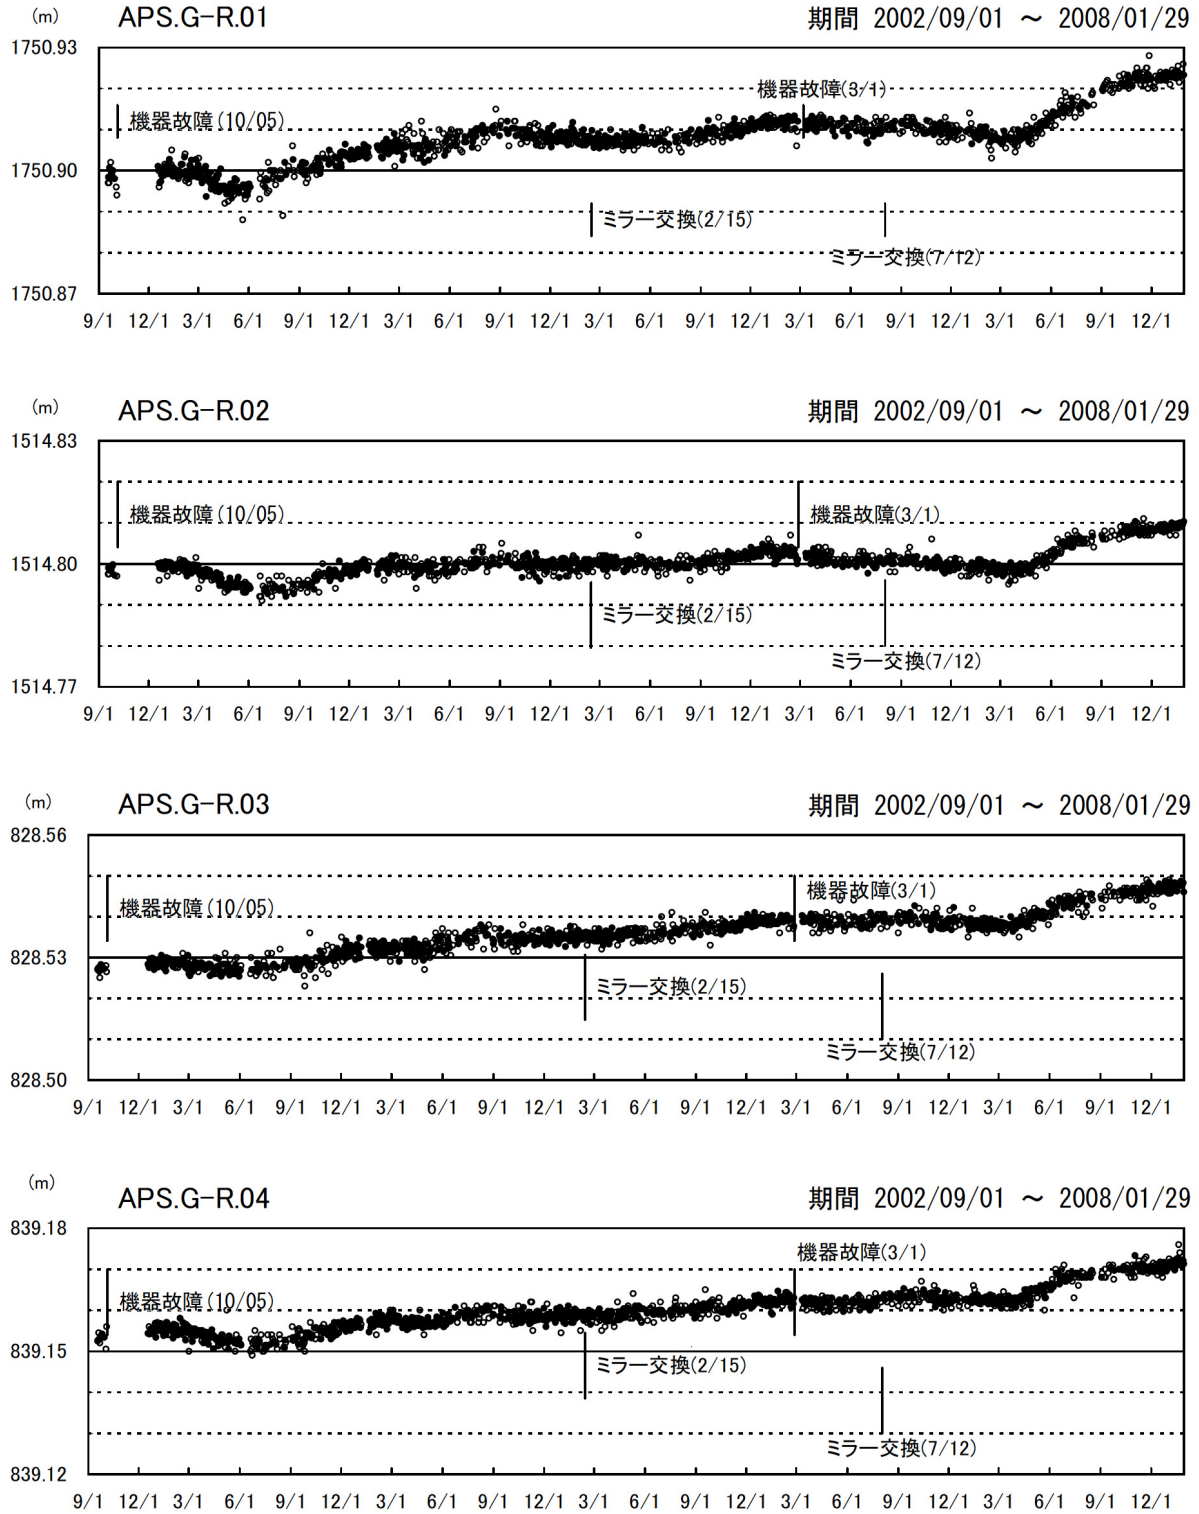 (m) APS.G-R.01 期間 2002/09/01 ～ 2008/01/29
1750.93
機器故障(3/1)
機器故障(10/05)
1750.90
ミラー交換(2/15)
ミラー交換(7/12)
1750.87
9/1 12/1 3/1 6/1 9/1 12/1 3/1 6/1 9/1 12/1 3/1 6/1 9/1 12/1 3/1 6/1 9/1 12/1 3/1 6/1 9/1 12/1
(m) APS.G-R.02 期間 2002/09/01 ～ 2008/01/29
1514.83
機器故障(10/05) 機器故障(3/1)
1514.80
ミラー交換(2/15)
ミラー交換(7/12)
1514.77
9/1 12/1 3/1 6/1 9/1 12/1 3/1 6/1 9/1 12/1 3/1 6/1 9/1 12/1 3/1 6/1 9/1 12/1 3/1 6/1 9/1 12/1
(m) APS.G-R.03 期間 2002/09/01 ～ 2008/01/29
828.56
機器故障(3/1)
機器故障(10/05)
828.53
ミラー交換(2/15)
ミラー交換(7/12)
828.50
9/1 12/1 3/1 6/1 9/1 12/1 3/1 6/1 9/1 12/1 3/1 6/1 9/1 12/1 3/1 6/1 9/1 12/1 3/1 6/1 9/1 12/1
(m)
APS.G-R.04 期間 2002/09/01 ～ 2008/01/29
839.18
機器故障(3/1)
機器故障(10/05)
839.15
ミラー交換(2/15)
ミラー交換(7/12)
839.12
9/1 12/1 3/1 6/1 9/1 12/1 3/1 6/1 9/1 12/1 3/1 6/1 9/1 12/1 3/1 6/1 9/1 12/1 3/1 6/1 9/1 12/1